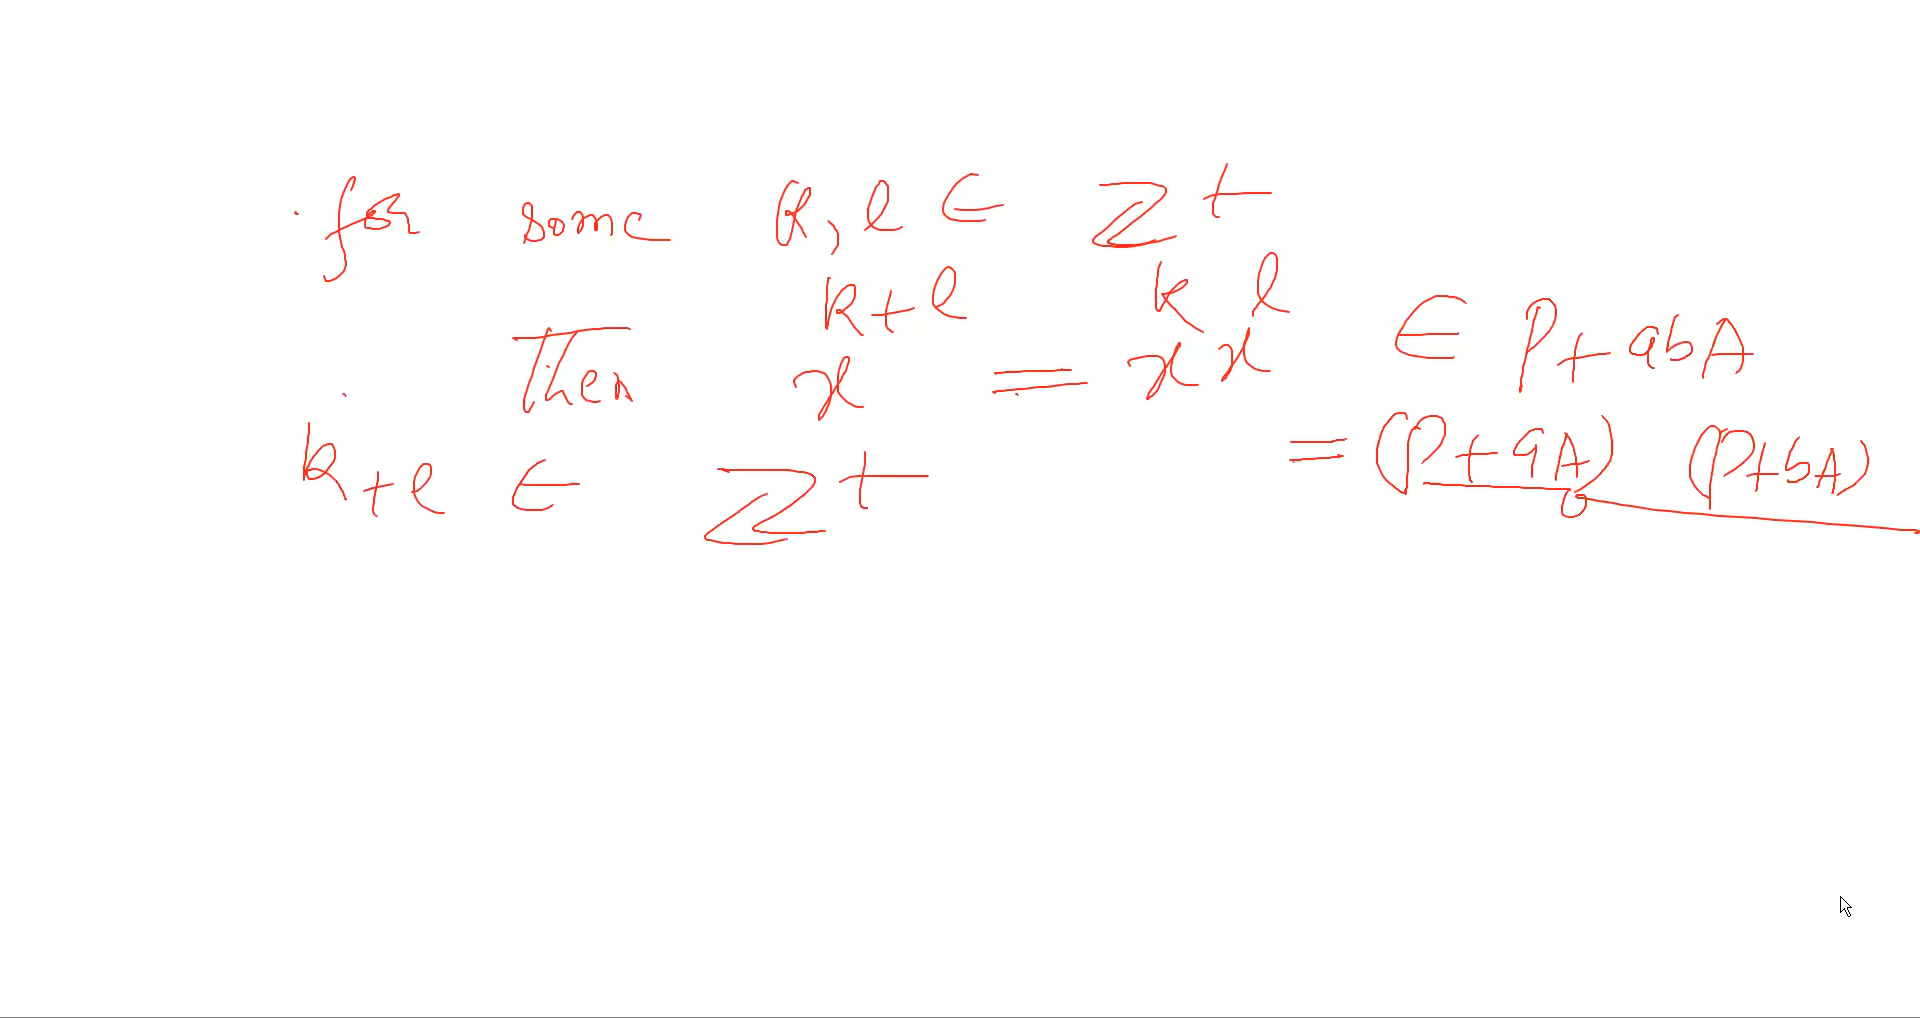 for some k, l ∈ Z⁺
Then x^{k+l} = x^k x^l ∈ P + abA
k+l ∈ Z⁺ = (P+aA) (P+bA)